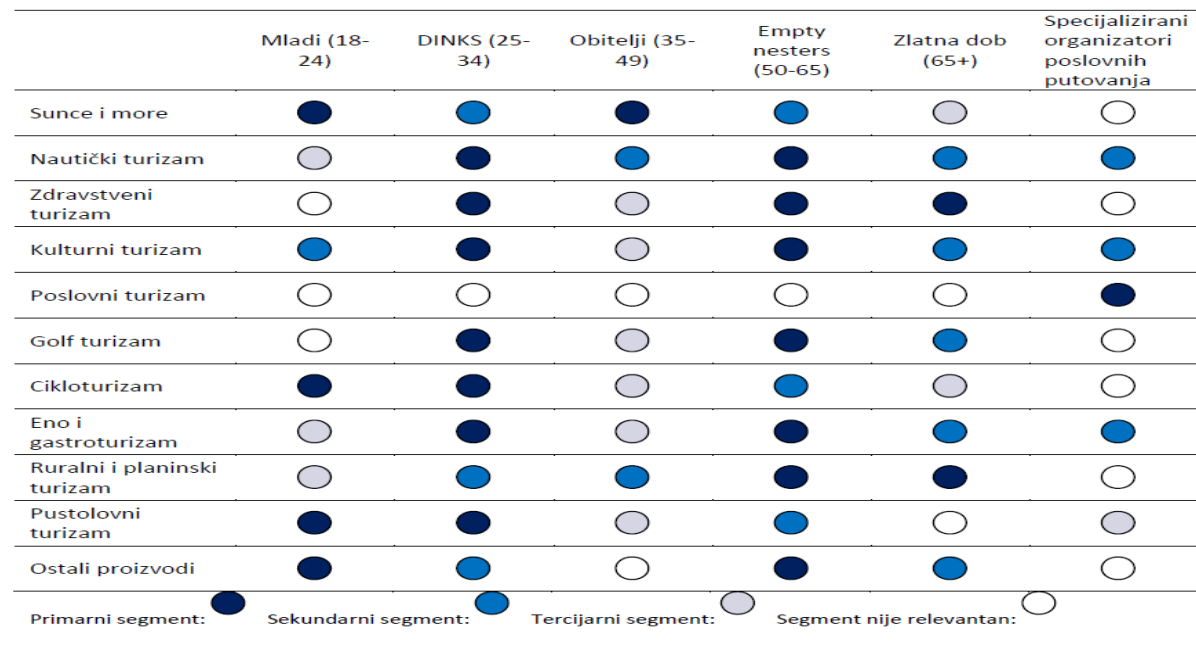 Mladi (18-
24)
DINKS (25-
34)
Obitelji (35-
49)
Empty
nesters
(50-65)
Zlatna dob
(65+)
Specijalizirani
organizatori
poslovnih
putovanja
Sunce i more
Nautički turizam
Zdravstveni
turizam
Kulturni turizam
Poslovni turizam
Golf turizam
Cikloturizam
Eno i
gastroturizam
Ruralni i planinski
turizam
Pustolovni
turizam
Ostali proizvodi
Primarni segment: Sekundarni segment: Tercijarni segment: Segment nije relevantan: